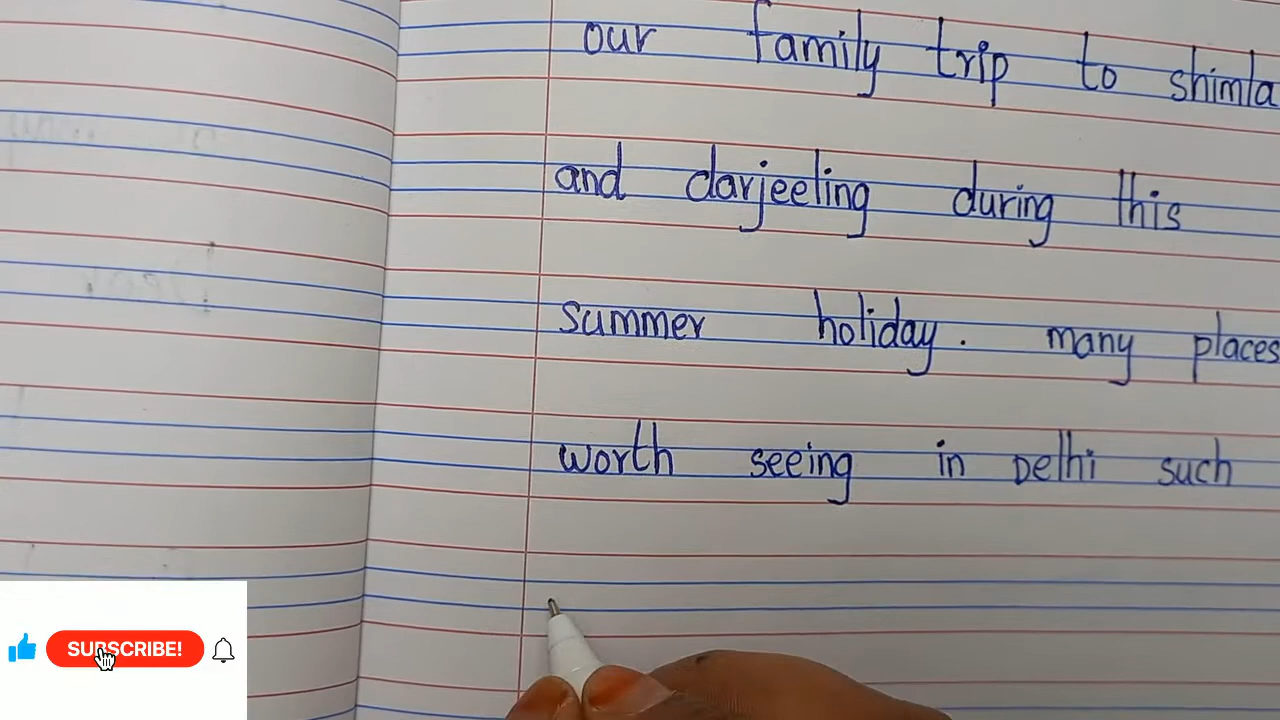 our family trip to shimla
and darjeeling during this
summer holiday. many places
worth seeing in Delhi such
SUBSCRIBE!